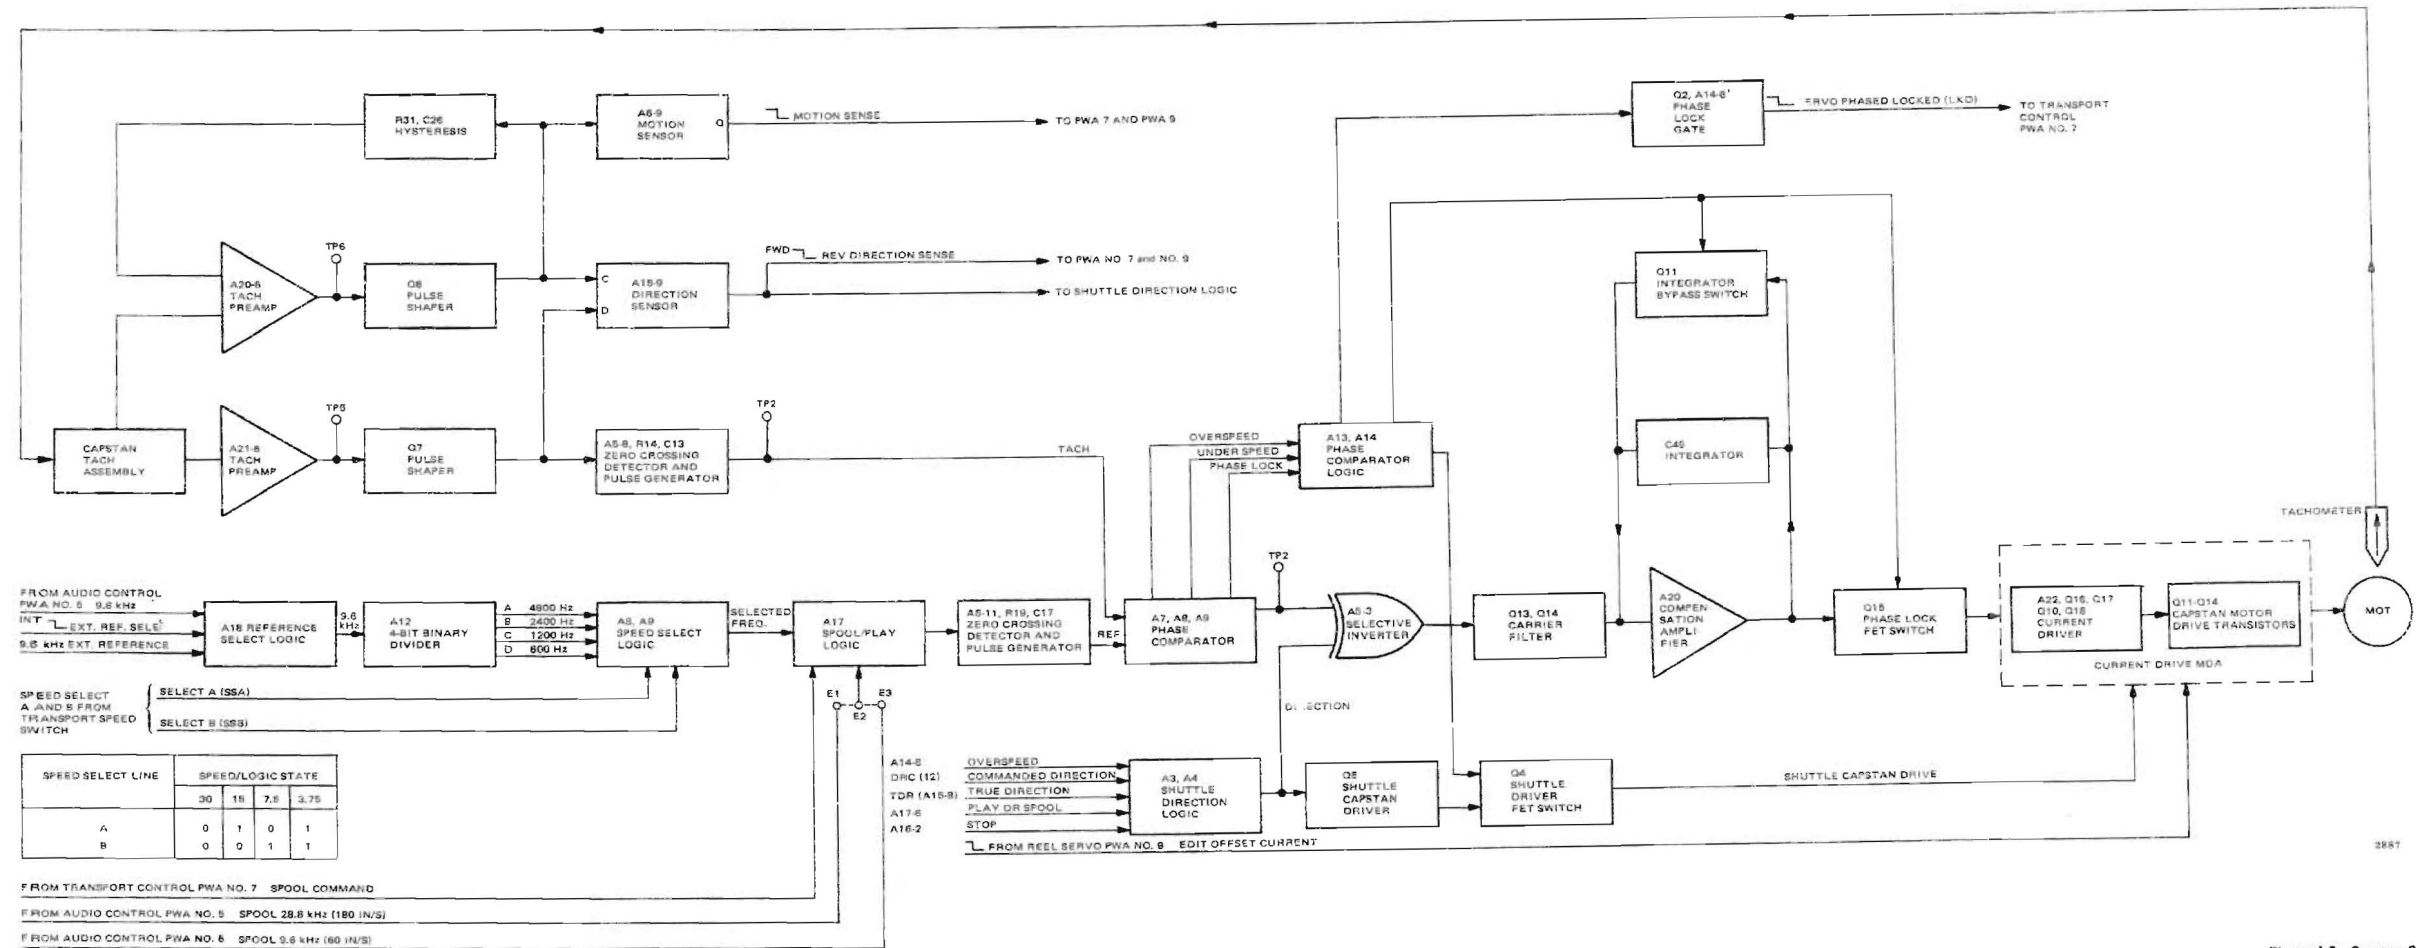 R31, C26
HYSTERESIS
A6-9
MOTION
SENSOR
Q
MOTION SENSE
TO PWA 7 AND PWA 9
Q2, A14-6'
PHASE
LOCK
GATE
ERVO PHASED LOCKED (LKD)
TO TRANSPORT
CONTROL
PWA NO. 7
TP6
A20-6
TACH
PREAMP
Q8
PULSE
SHAPER
C
D
A15-9
DIRECTION
SENSOR
FWD
REV DIRECTION SENSE
TO PWA NO 7 and NO. 9
TO SHUTTLE DIRECTION LOGIC
Q11
INTEGRATOR
BYPASS SWITCH
CAPSTAN
TACH
ASSEMBLY
TP5
A21-6
TACH
PREAMP
Q7
PULSE
SHAPER
A5-8, R14, C13
ZERO CROSSING
DETECTOR AND
PULSE GENERATOR
TP2
TACH
OVERSPEED
UNDER SPEED
PHASE LOCK
A13, A14
PHASE
COMPARATOR
LOGIC
C49
INTEGRATOR
TACHOMETER
FROM AUDIO CONTROL
PWA NO. 5 9.6 kHz
INT
EXT. REF. SELE
9.6 kHz EXT. REFERENCE
A18 REFERENCE
SELECT LOGIC
9.6
kHz
A12
4-BIT BINARY
DIVIDER
A 4800 Hz
B 2400 Hz
C 1200 Hz
D 600 Hz
A8, A9
SPEED SELECT
LOGIC
SELECTED
FREQ.
A17
SPOOL/PLAY
LOGIC
A5-11, R19, C17
ZERO CROSSING
DETECTOR AND
PULSE GENERATOR
REF
A7, A8, A9
PHASE
COMPARATOR
TP2
A5-3
SELECTIVE
INVERTER
Q13, Q14
CARRIER
FILTER
A20
COMPEN-
SATION
AMPLI-
FIER
Q15
PHASE LOCK
FET SWITCH
A22, Q16, Q17
Q10, Q18
CURRENT
DRIVER
Q11-Q14
CAPSTAN MOTOR
DRIVE TRANSISTORS
CURRENT DRIVE MDA
MOT
SPEED SELECT
A AND B FROM
TRANSPORT SPEED
SWITCH
SELECT A (SSA)
SELECT B (SSB)
E1
E2
E3
SPEED SELECT LINE
SPEED/LOGIC STATE
30 15 7.5 3.75
A 0 1 0 1
B 0 0 1 1
A14-6 OVERSPEED
DRC (12) COMMANDED DIRECTION
TDR (A15-8) TRUE DIRECTION
A17-6 PLAY OR SPOOL
A16-2 STOP
A3, A4
SHUTTLE
DIRECTION
LOGIC
Q5
SHUTTLE
CAPSTAN
DRIVER
Q4
SHUTTLE
DRIVER
FET SWITCH
SHUTTLE CAPSTAN DRIVE
FROM REEL SERVO PWA NO. 9 EDIT OFFSET CURRENT
2887
FROM TRANSPORT CONTROL PWA NO. 7 SPOOL COMMAND
FROM AUDIO CONTROL PWA NO. 5 SPOOL 28.8 kHz (180 IN/S)
FROM AUDIO CONTROL PWA NO. 5 SPOOL 9.6 kHz (60 IN/S)